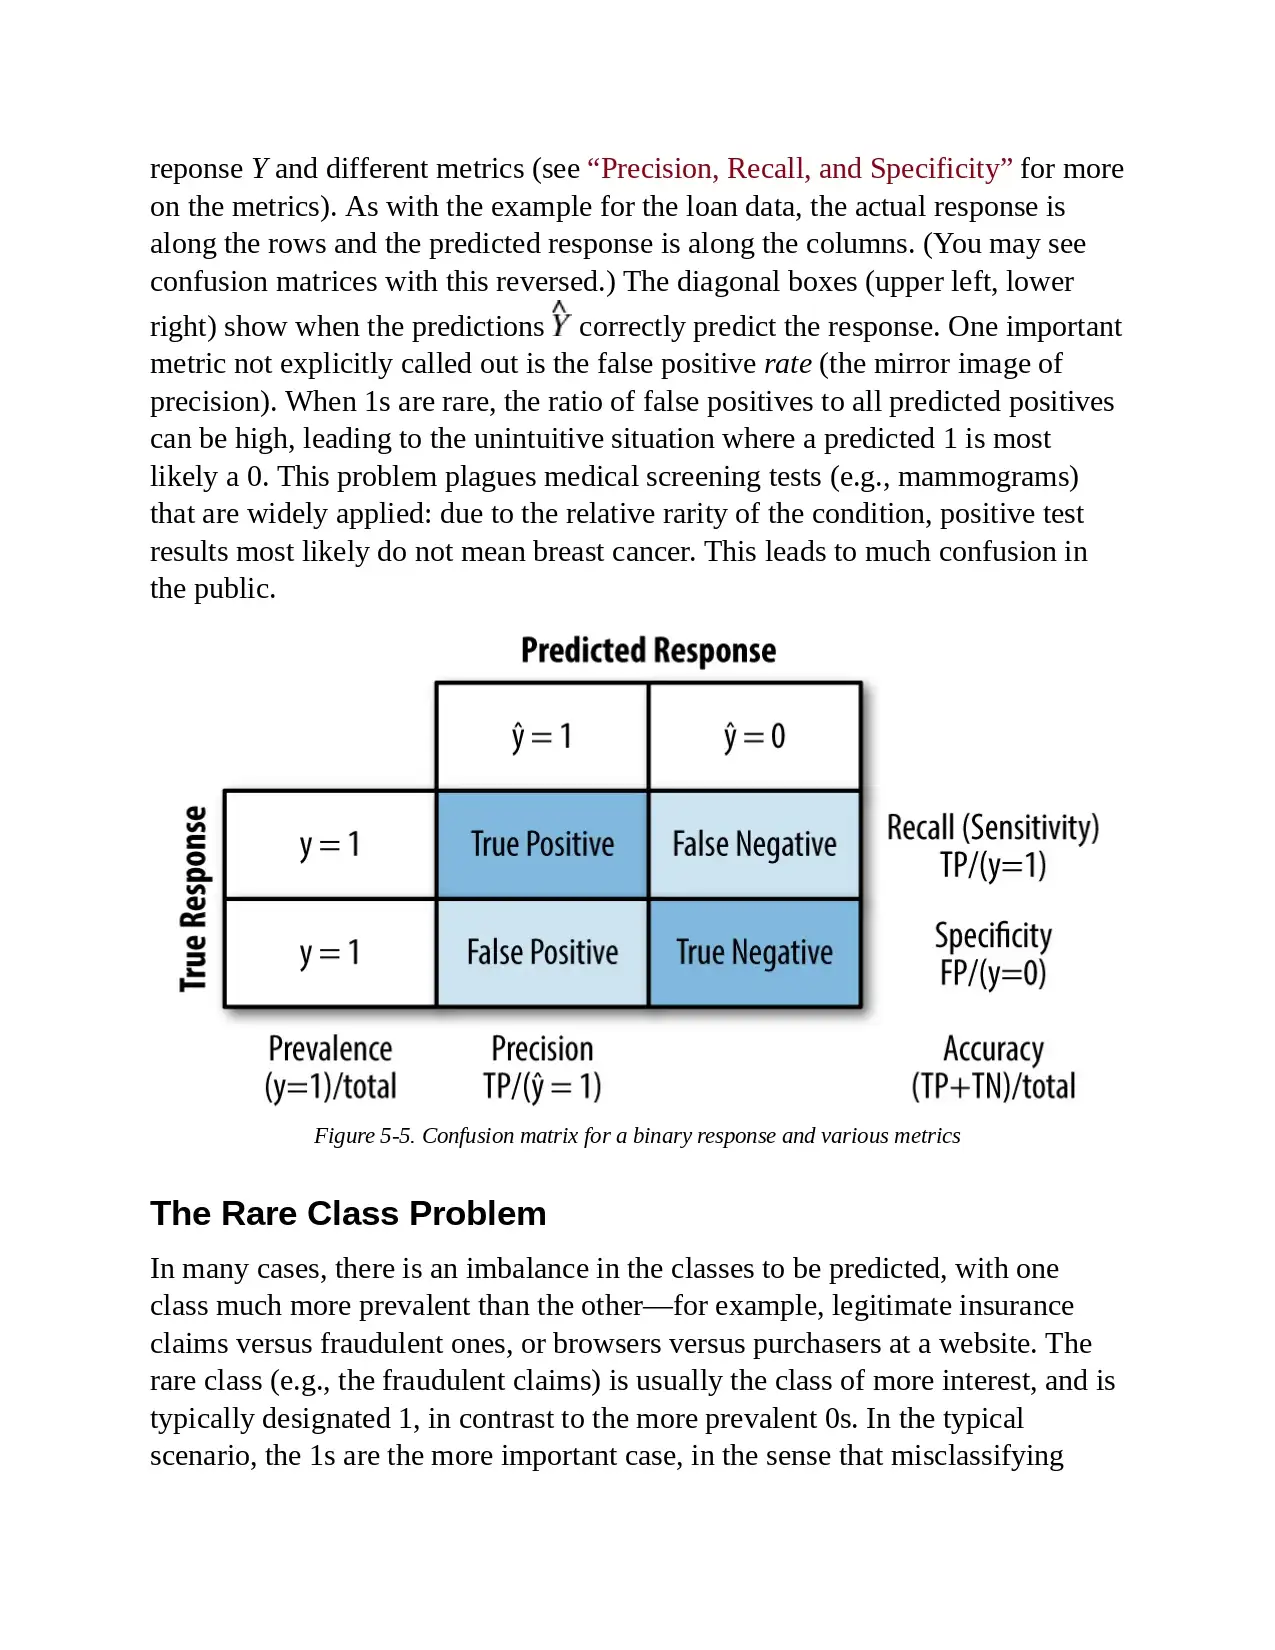 reponse Y and different metrics (see “Precision, Recall, and Specificity” for more
on the metrics). As with the example for the loan data, the actual response is
along the rows and the predicted response is along the columns. (You may see
confusion matrices with this reversed.) The diagonal boxes (upper left, lower
right) show when the predictions Ŷ correctly predict the response. One important
metric not explicitly called out is the false positive rate (the mirror image of
precision). When 1s are rare, the ratio of false positives to all predicted positives
can be high, leading to the unintuitive situation where a predicted 1 is most
likely a 0. This problem plagues medical screening tests (e.g., mammograms)
that are widely applied: due to the relative rarity of the condition, positive test
results most likely do not mean breast cancer. This leads to much confusion in
the public.
Predicted Response
ŷ = 1
ŷ = 0
True Response
y = 1
True Positive
False Negative
Recall (Sensitivity)
TP/(y=1)
y = 1
False Positive
True Negative
Specificity
FP/(y=0)
Prevalence
(y=1)/total
Precision
TP/(ŷ = 1)
Accuracy
(TP+TN)/total
Figure 5-5. Confusion matrix for a binary response and various metrics
The Rare Class Problem
In many cases, there is an imbalance in the classes to be predicted, with one
class much more prevalent than the other—for example, legitimate insurance
claims versus fraudulent ones, or browsers versus purchasers at a website. The
rare class (e.g., the fraudulent claims) is usually the class of more interest, and is
typically designated 1, in contrast to the more prevalent 0s. In the typical
scenario, the 1s are the more important case, in the sense that misclassifying